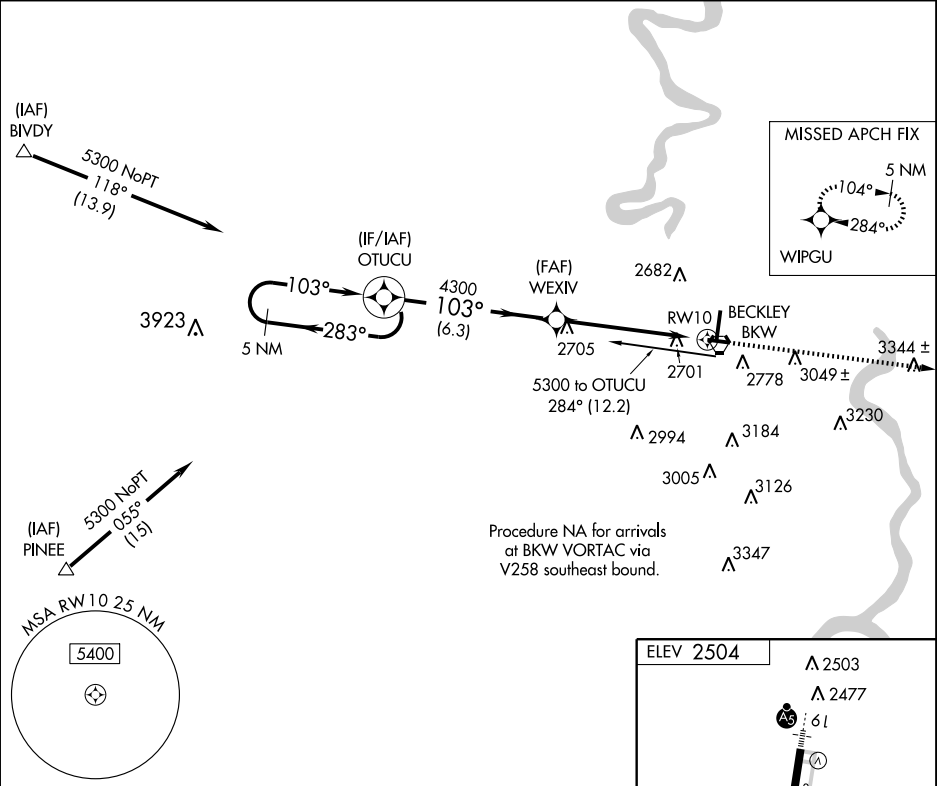 (IAF)
BIVDY
5300 NoPT
118°
(13.9)
MISSED APCH FIX
5 NM
104°
284°
WIPGU
(IF/IAF)
OTUCU
103°
283°
5 NM
4300
103°
(6.3)
(FAF)
WEXIV
3923
2682
RW10
BECKLEY
BKW
2705
2701
2778
3049 ±
3344 ±
5300 to OTUCU
284° (12.2)
2994
3184
3230
3005
3126
3347
(IAF)
PINEE
5300 NoPT
055°
(15)
Procedure NA for arrivals
at BKW VORTAC via
V258 southeast bound.
MSA RW10 25 NM
5400
ELEV 2504
2503
2477
A5
19